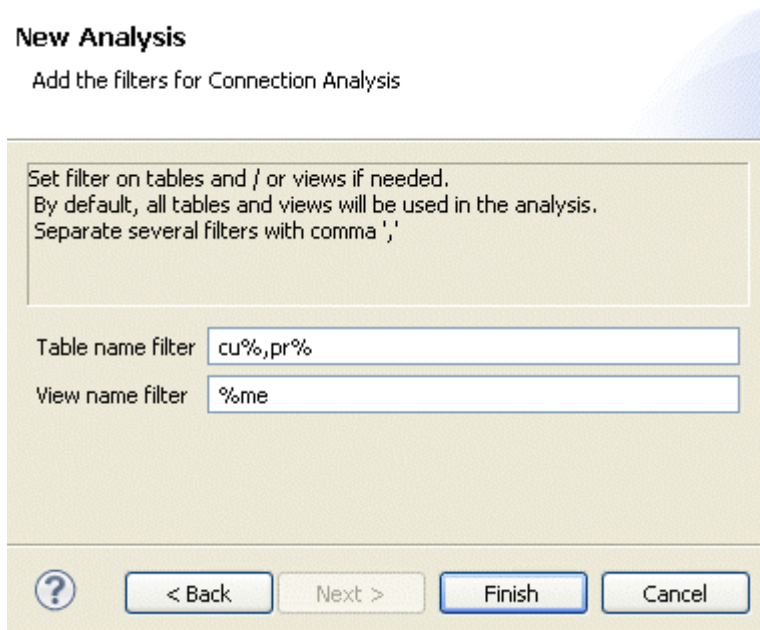 New Analysis
Add the filters for Connection Analysis
Set filter on tables and / or views if needed.
By default, all tables and views will be used in the analysis.
Separate several filters with comma ','
Table name filter cu%,pr%
View name filter %me
? < Back Next > Finish Cancel